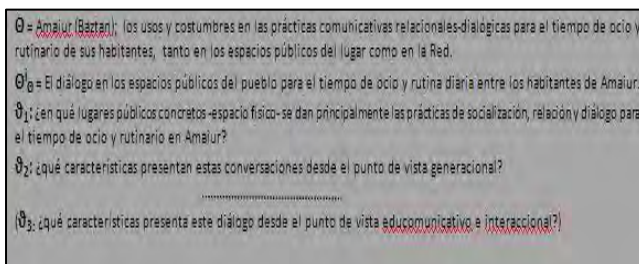 Θ = Amaiur (Baztan); los usos y costumbres en las prácticas comunicativas relacionales-dialógicas para el tiempo de ocio y
rutinario de sus habitantes, tanto en los espacios públicos del lugar como en la Red.
Θʲθ = El diálogo en los espacios públicos del pueblo para el tiempo de ocio y rutina diaria entre los habitantes de Amaiur.
ϑ₁: ¿en qué lugares públicos concretos -espacio físico- se dan principalmente las prácticas de socialización, relación y diálogo para
el tiempo de ocio y rutinario en Amaiur?
ϑ₂: ¿qué características presentan estas conversaciones desde el punto de vista generacional?
(ϑ₃: ¿qué características presenta este diálogo desde el punto de vista educomunicativo e interaccional?)